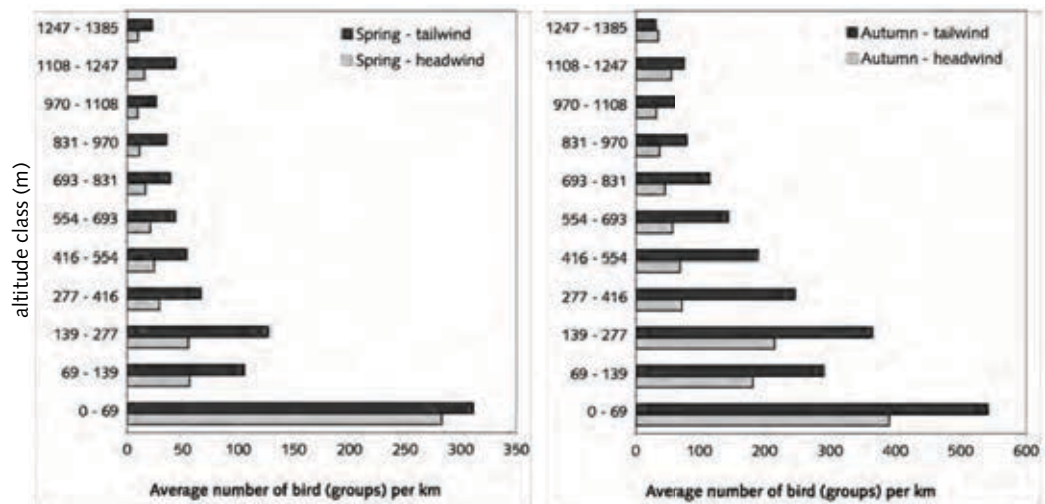 altitude class (m)
1247 - 1385
1108 - 1247
970 - 1108
831 - 970
693 - 831
554 - 693
416 - 554
277 - 416
139 - 277
69 - 139
0 - 69
Spring - tailwind
Spring - headwind
0 50 100 150 200 250 300 350
Average number of bird (groups) per km
1247 - 1385
1108 - 1247
970 - 1108
831 - 970
693 - 831
554 - 693
416 - 554
277 - 416
139 - 277
69 - 139
0 - 69
Autumn - tailwind
Autumn - headwind
0 100 200 300 400 500 600
Average number of bird (groups) per km